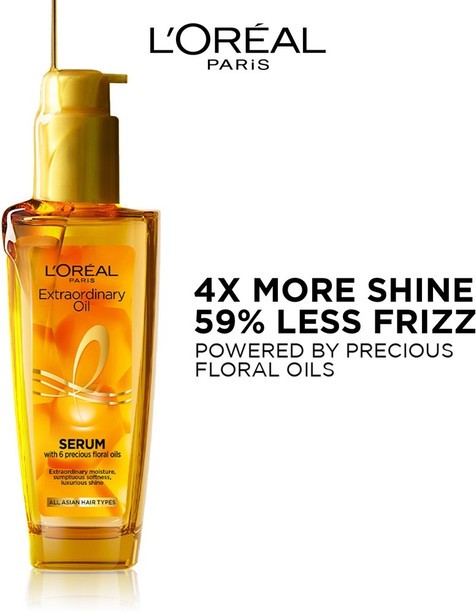 L'ORÉAL
PARiS
L'ORÉAL
PARIS
Extraordinary
Oil
SERUM
with 6 precious floral oils
Extraordinary moisture,
sumptuous softness,
luxurious shine
ALL ASIAN HAIR TYPES
4X MORE SHINE
59% LESS FRIZZ
POWERED BY PRECIOUS
FLORAL OILS